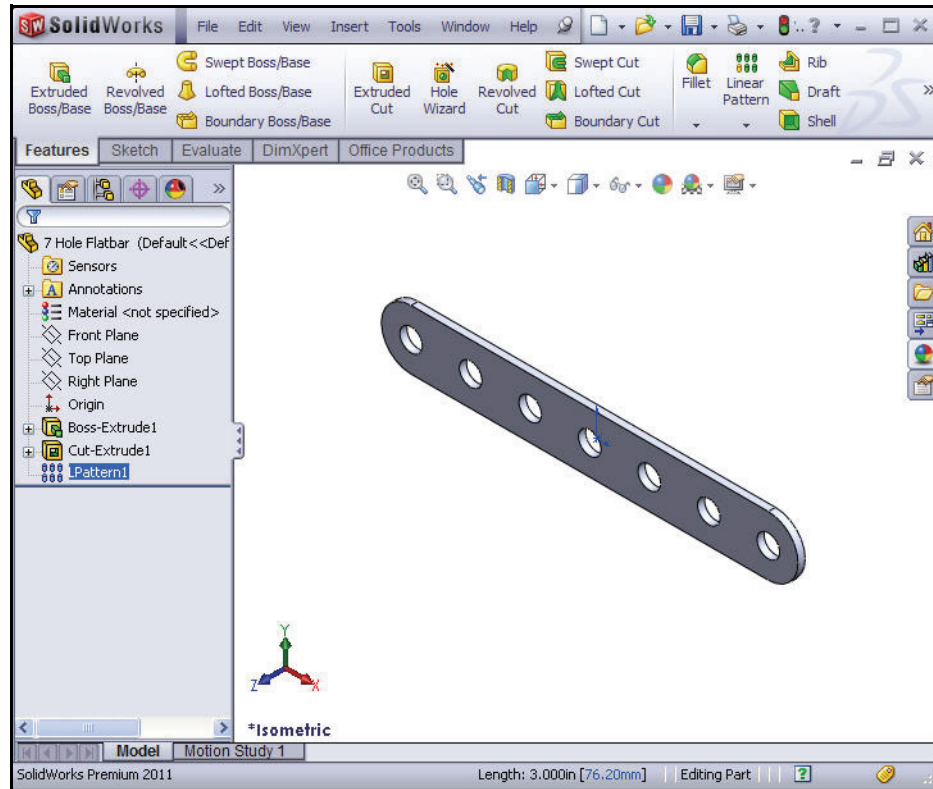 SolidWorks File Edit View Insert Tools Window Help
Extruded Boss/Base
Revolved Boss/Base
Swept Boss/Base
Lofted Boss/Base
Boundary Boss/Base
Extruded Cut
Hole Wizard
Revolved Cut
Swept Cut
Lofted Cut
Boundary Cut
Fillet
Linear Pattern
Rib
Draft
Shell
Features Sketch Evaluate DimXpert Office Products
7 Hole Flatbar (Default<<Def
Sensors
Annotations
Material <not specified>
Front Plane
Top Plane
Right Plane
Origin
Boss-Extrude1
Cut-Extrude1
LPattern1
Y
Z X
*Isometric
Model Motion Study 1
SolidWorks Premium 2011 Length: 3.000in [76.20mm] Editing Part